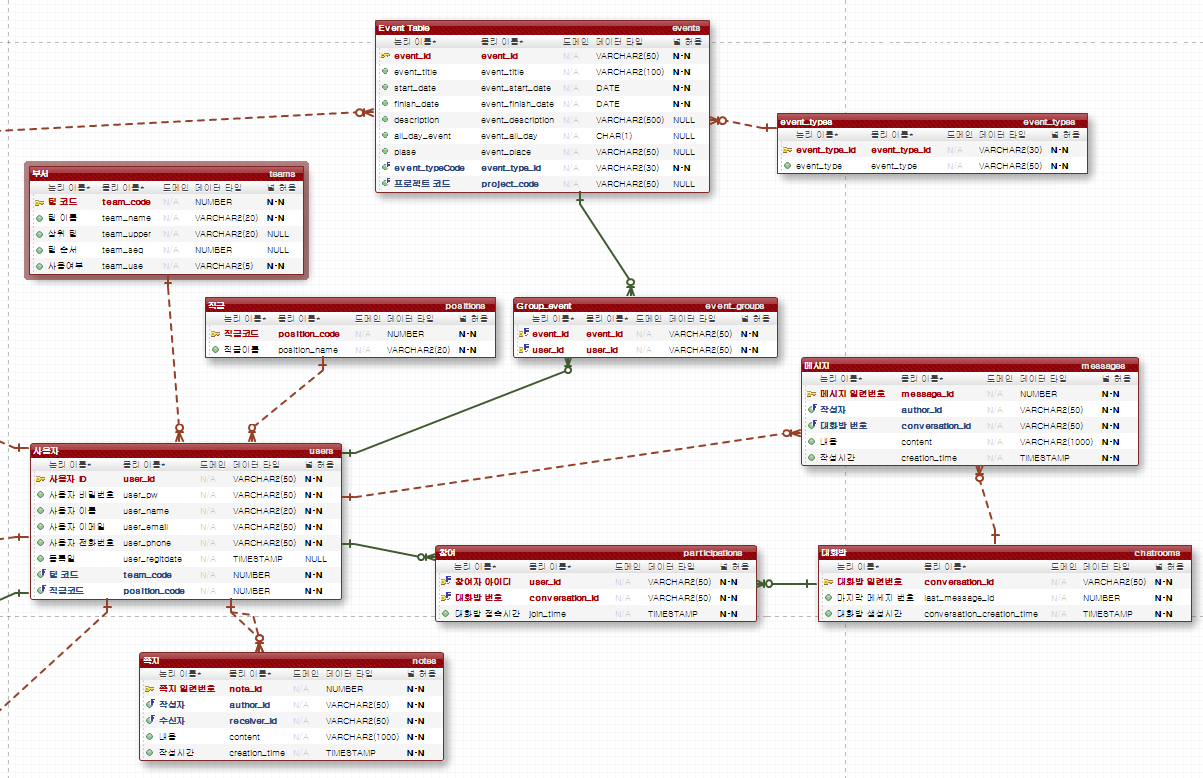 Event Table events
논리 이름* 물리 이름* 도메인 데이터 타입 널 허용
event_id event_id N/A VARCHAR2(50) N-N
event_title event_title N/A VARCHAR2(100) N-N
start_date event_start_date N/A DATE N-N
finish_date event_finish_date N/A DATE N-N
description event_description N/A VARCHAR2(500) NULL
all_day_event event_all_day N/A CHAR(1) NULL
plase event_place N/A VARCHAR2(50) NULL
event_typeCode event_type_id N/A VARCHAR2(30) N-N
프로젝트 코드 project_code N/A VARCHAR2(50) NULL
event_types event_types
논리 이름* 물리 이름* 도메인 데이터 타입 널 허용
event_type_id event_type_id N/A VARCHAR2(30) N-N
event_type event_type N/A VARCHAR2(50) N-N
부서 teams
논리 이름* 물리 이름* 도메인 데이터 타입 널 허용
팀 코드 team_code N/A NUMBER N-N
팀 이름 team_name N/A VARCHAR2(20) N-N
상위 팀 team_upper N/A VARCHAR2(20) NULL
팀 순서 team_seq N/A NUMBER NULL
사용여부 team_use N/A VARCHAR2(5) N-N
직급 positions
논리 이름* 물리 이름* 도메인 데이터 타입 널 허용
직급코드 position_code N/A NUMBER N-N
직급이름 position_name N/A VARCHAR2(20) N-N
Group_event event_groups
논리 이름* 물리 이름* 도메인 데이터 타입 널 허용
event_id event_id N/A VARCHAR2(50) N-N
user_id user_id N/A VARCHAR2(50) N-N
메시지 messages
논리 이름* 물리 이름* 도메인 데이터 타입 널 허용
메시지 일련번호 message_id N/A NUMBER N-N
작성자 author_id N/A VARCHAR2(50) N-N
대화방 번호 conversation_id N/A VARCHAR2(50) N-N
내용 content N/A VARCHAR2(1000) N-N
작성시간 creation_time N/A TIMESTAMP N-N
사용자 users
논리 이름* 물리 이름* 도메인 데이터 타입 널 허용
사용자 ID user_id N/A VARCHAR2(50) N-N
사용자 비밀번호 user_pw N/A VARCHAR2(50) N-N
사용자 이름 user_name N/A VARCHAR2(20) N-N
사용자 이메일 user_email N/A VARCHAR2(50) N-N
사용자 전화번호 user_phone N/A VARCHAR2(50) N-N
등록일 user_regitdate N/A TIMESTAMP NULL
팀 코드 team_code N/A NUMBER N-N
직급코드 position_code N/A NUMBER N-N
참여 participations
논리 이름* 물리 이름* 도메인 데이터 타입 널 허용
참여자 아이디 user_id N/A VARCHAR2(50) N-N
대화방 번호 conversation_id N/A VARCHAR2(50) N-N
대화방 접속시간 join_time N/A TIMESTAMP N-N
대화방 chatrooms
논리 이름* 물리 이름* 도메인 데이터 타입 널 허용
대화방 일련번호 conversation_id N/A VARCHAR2(50) N-N
마지막 메세지 번호 last_message_id N/A NUMBER N-N
대화방 생성시간 conversation_creation_time N/A TIMESTAMP N-N
쪽지 notes
논리 이름* 물리 이름* 도메인 데이터 타입 널 허용
쪽지 일련번호 note_id N/A NUMBER N-N
작성자 author_id N/A VARCHAR2(50) N-N
수신자 receiver_id N/A VARCHAR2(50) N-N
내용 content N/A VARCHAR2(1000) N-N
작성시간 creation_time N/A TIMESTAMP N-N